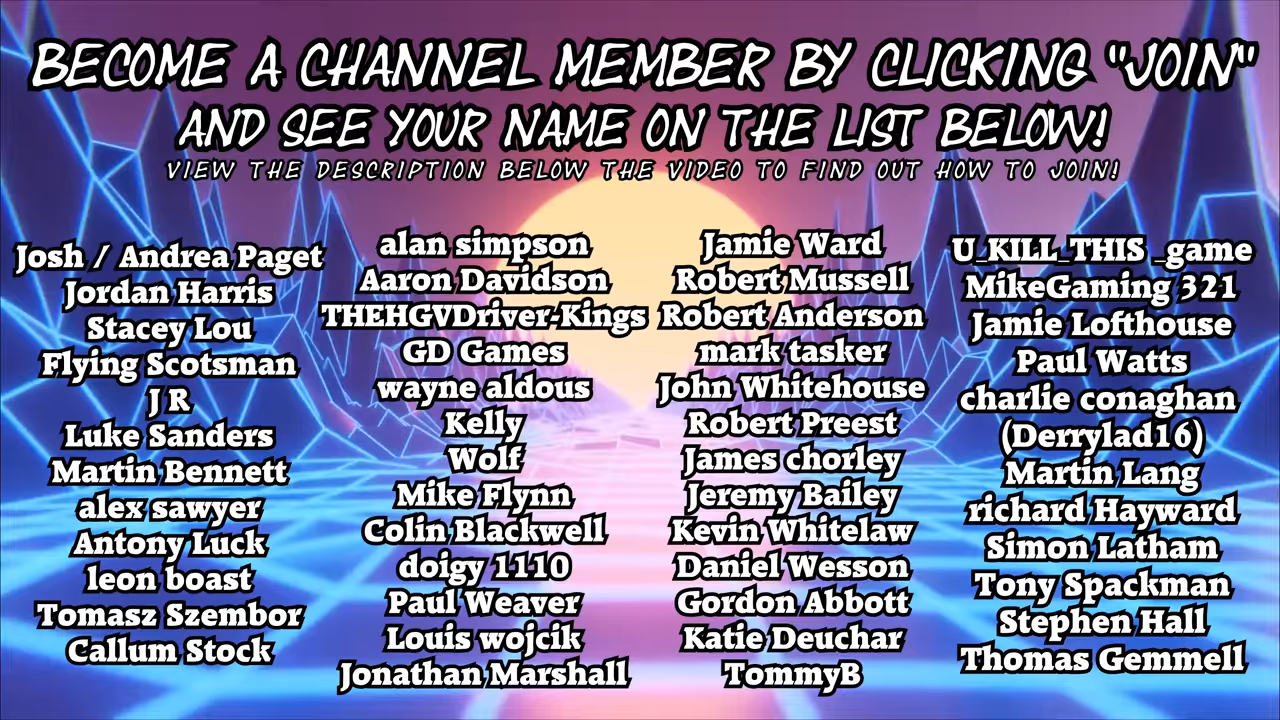 BECOME A CHANNEL MEMBER BY CLICKING "JOIN"
AND SEE YOUR NAME ON THE LIST BELOW!
VIEW THE DESCRIPTION BELOW THE VIDEO TO FIND OUT HOW TO JOIN!
Josh / Andrea Paget
Jordan Harris
Stacey Lou
Flying Scotsman
J R
Luke Sanders
Martin Bennett
alex sawyer
Antony Luck
leon boast
Tomasz Szembor
Callum Stock
alan simpson
Aaron Davidson
THEHGVDriver-Kings
GD Games
wayne aldous
Kelly
Wolf
Mike Flynn
Colin Blackwell
doigy 1110
Paul Weaver
Louis wojcik
Jonathan Marshall
Jamie Ward
Robert Mussell
Robert Anderson
mark tasker
John Whitehouse
Robert Preest
James chorley
Jeremy Bailey
Kevin Whitelaw
Daniel Wesson
Gordon Abbott
Katie Deuchar
TommyB
U_KILL_THIS _game
MikeGaming 321
Jamie Lofthouse
Paul Watts
charlie conaghan
(Derrylad16)
Martin Lang
richard Hayward
Simon Latham
Tony Spackman
Stephen Hall
Thomas Gemmell